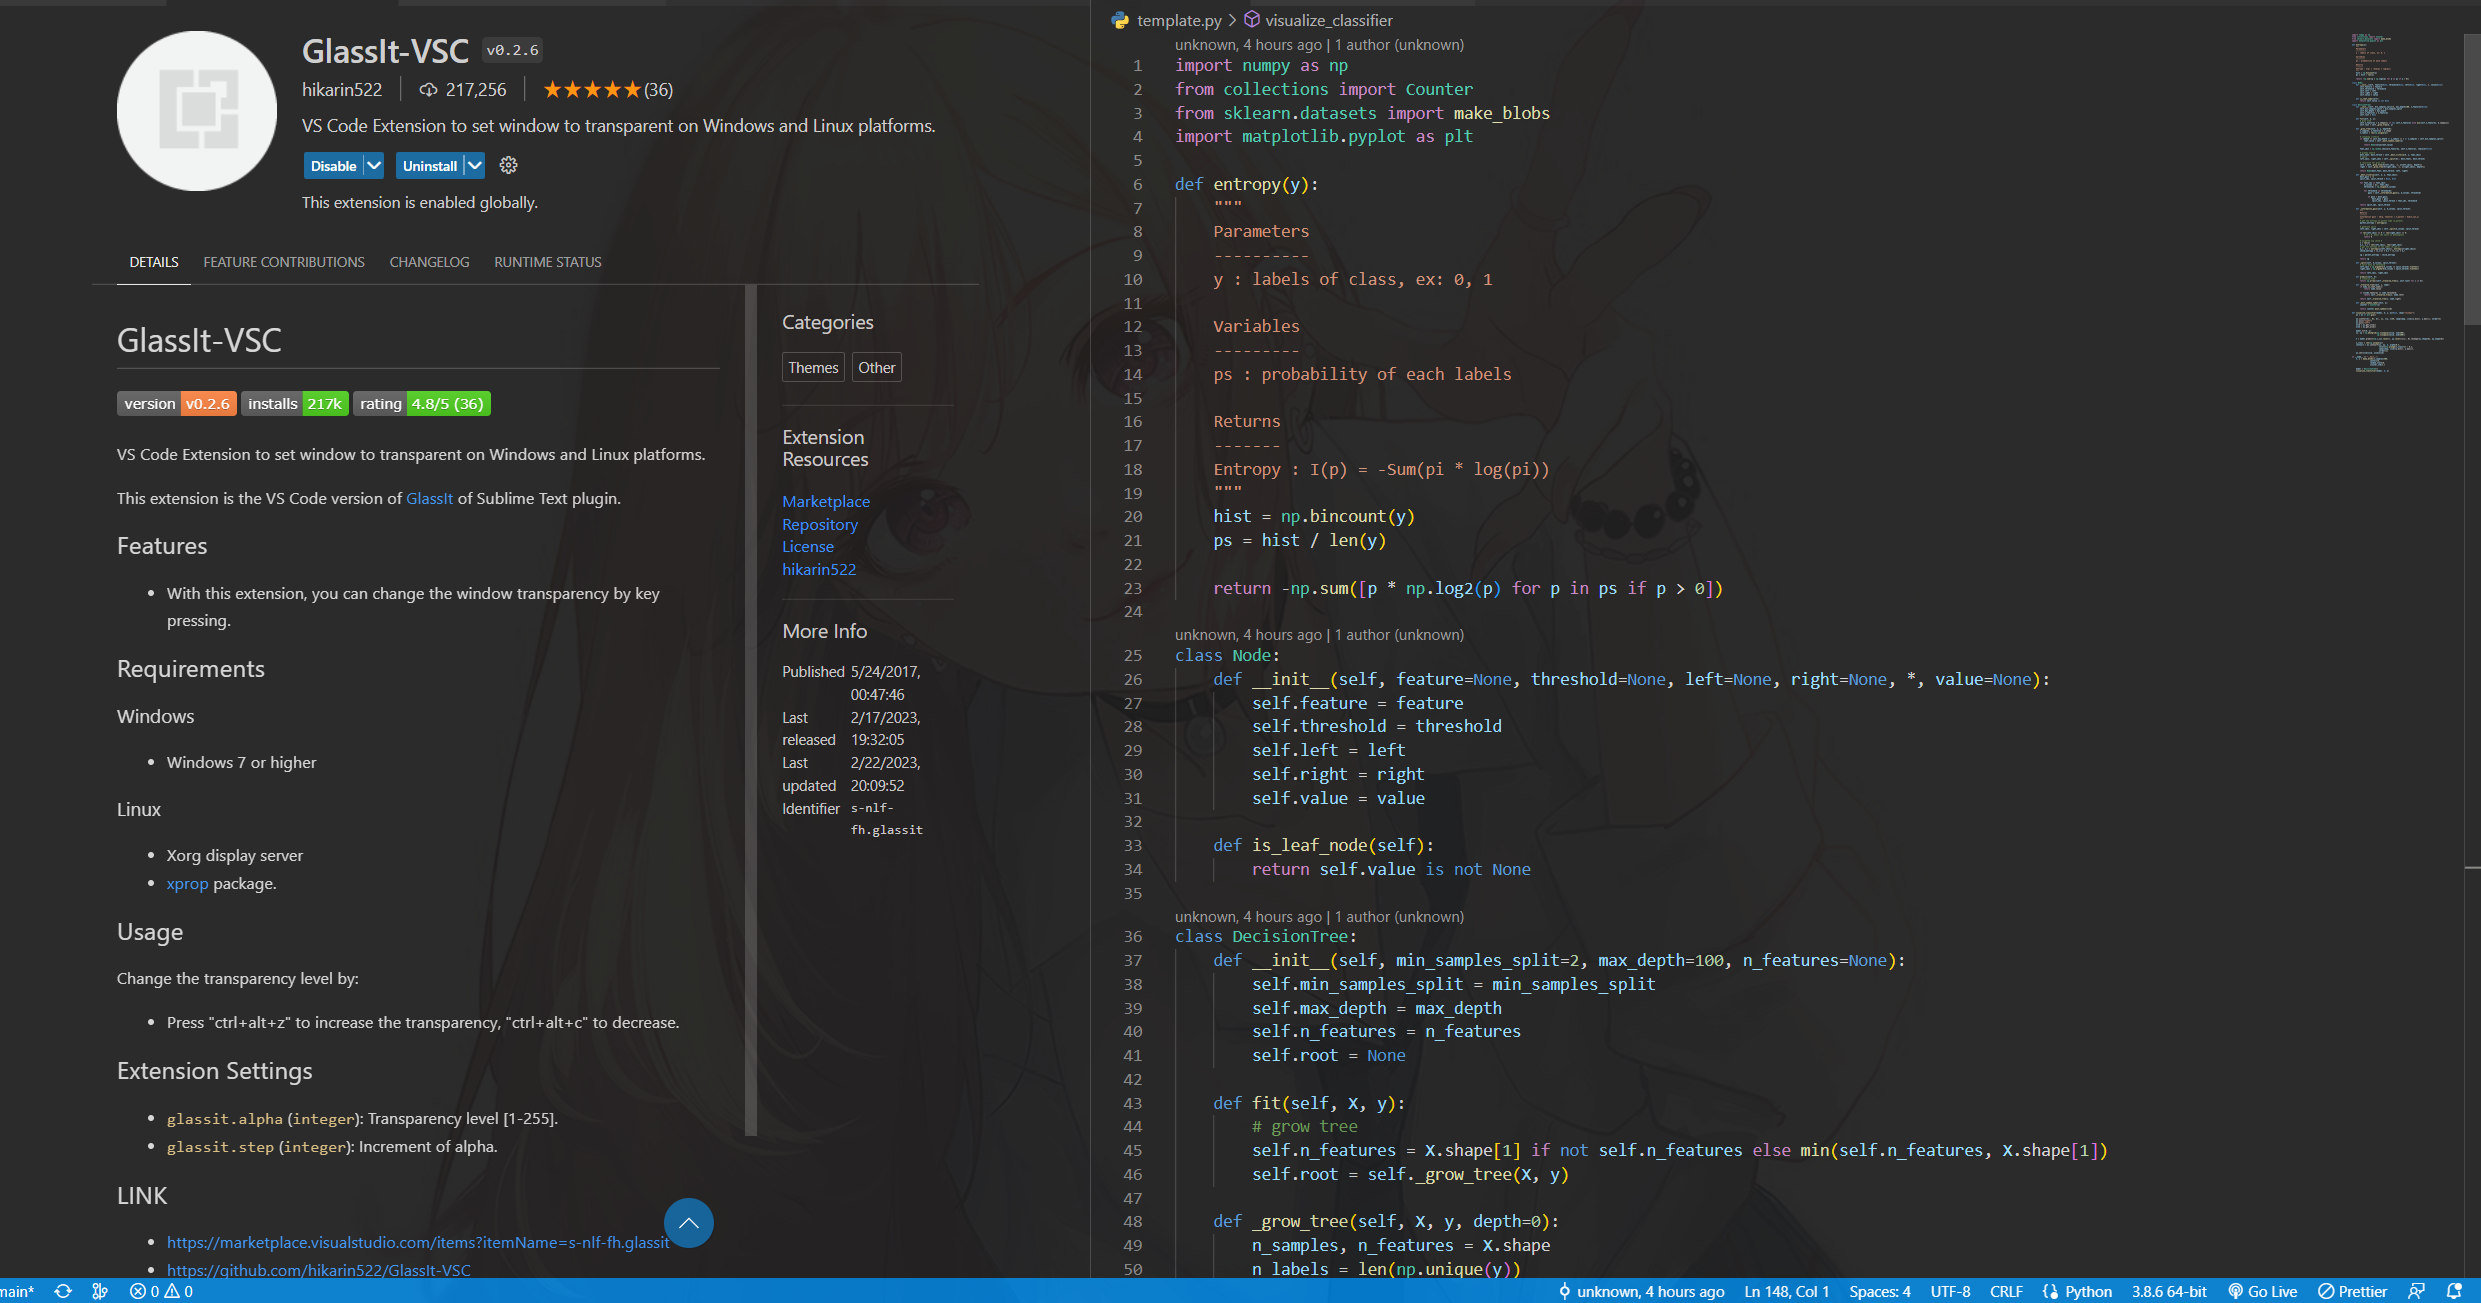 GlassIt-VSC v0.2.6
hikarin522 217,256 ★★★★★(36)
VS Code Extension to set window to transparent on Windows and Linux platforms.
Disable Uninstall
This extension is enabled globally.
DETAILS FEATURE CONTRIBUTIONS CHANGELOG RUNTIME STATUS
GlassIt-VSC
version v0.2.6 installs 217k rating 4.8/5 (36)
VS Code Extension to set window to transparent on Windows and Linux platforms.
This extension is the VS Code version of GlassIt of Sublime Text plugin.
Features
• With this extension, you can change the window transparency by key
pressing.
Requirements
Windows
• Windows 7 or higher
Linux
• Xorg display server
• xprop package.
Usage
Change the transparency level by:
• Press "ctrl+alt+z" to increase the transparency, "ctrl+alt+c" to decrease.
Extension Settings
• glassit.alpha (integer): Transparency level [1-255].
• glassit.step (integer): Increment of alpha.
LINK
• https://marketplace.visualstudio.com/items?itemName=s-nlf-fh.glassit
• https://github.com/hikarin522/GlassIt-VSC
Categories
Themes Other
Extension
Resources
Marketplace
Repository
License
hikarin522
More Info
Published 5/24/2017,
00:47:46
Last 2/17/2023,
released 19:32:05
Last 2/22/2023,
updated 20:09:52
Identifier s-nlf-
fh.glassit
template.py > visualize_classifier
unknown, 4 hours ago | 1 author (unknown)
1 import numpy as np
2 from collections import Counter
3 from sklearn.datasets import make_blobs
4 import matplotlib.pyplot as plt
5
6 def entropy(y):
7 """
8 Parameters
9 ----------
10 y : labels of class, ex: 0, 1
11
12 Variables
13 ---------
14 ps : probability of each labels
15
16 Returns
17 -------
18 Entropy : I(p) = -Sum(pi * log(pi))
19 """
20 hist = np.bincount(y)
21 ps = hist / len(y)
22
23 return -np.sum([p * np.log2(p) for p in ps if p > 0])
24
unknown, 4 hours ago | 1 author (unknown)
25 class Node:
26 def __init__(self, feature=None, threshold=None, left=None, right=None, *, value=None):
27 self.feature = feature
28 self.threshold = threshold
29 self.left = left
30 self.right = right
31 self.value = value
32
33 def is_leaf_node(self):
34 return self.value is not None
35
unknown, 4 hours ago | 1 author (unknown)
36 class DecisionTree:
37 def __init__(self, min_samples_split=2, max_depth=100, n_features=None):
38 self.min_samples_split = min_samples_split
39 self.max_depth = max_depth
40 self.n_features = n_features
41 self.root = None
42
43 def fit(self, X, y):
44 # grow tree
45 self.n_features = X.shape[1] if not self.n_features else min(self.n_features, X.shape[1])
46 self.root = self._grow_tree(X, y)
47
48 def _grow_tree(self, X, y, depth=0):
49 n_samples, n_features = X.shape
50 n_labels = len(np.unique(y))
main* 0 0 unknown, 4 hours ago Ln 148, Col 1 Spaces: 4 UTF-8 CRLF Python 3.8.6 64-bit Go Live Prettier